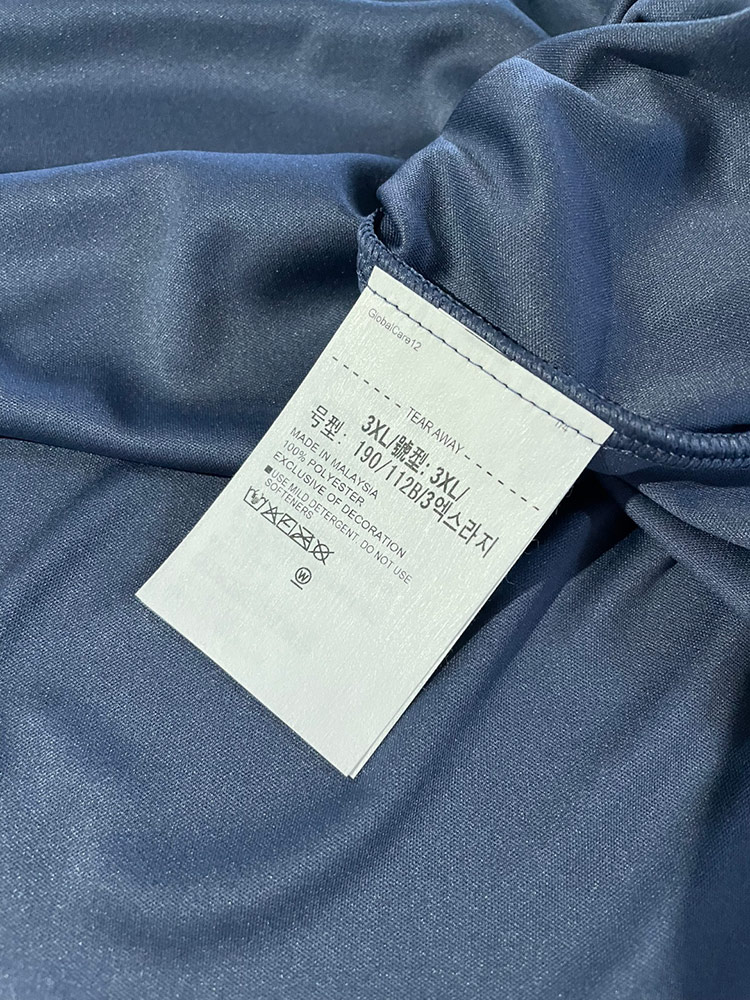 GlobalCare12
TEAR AWAY
号型: 3XL/號型: 3XL/
190/112B/3엑스라지
MADE IN MALAYSIA
100% POLYESTER
EXCLUSIVE OF DECORATION
■USE MILD DETERGENT. DO NOT USE
SOFTENERS
W